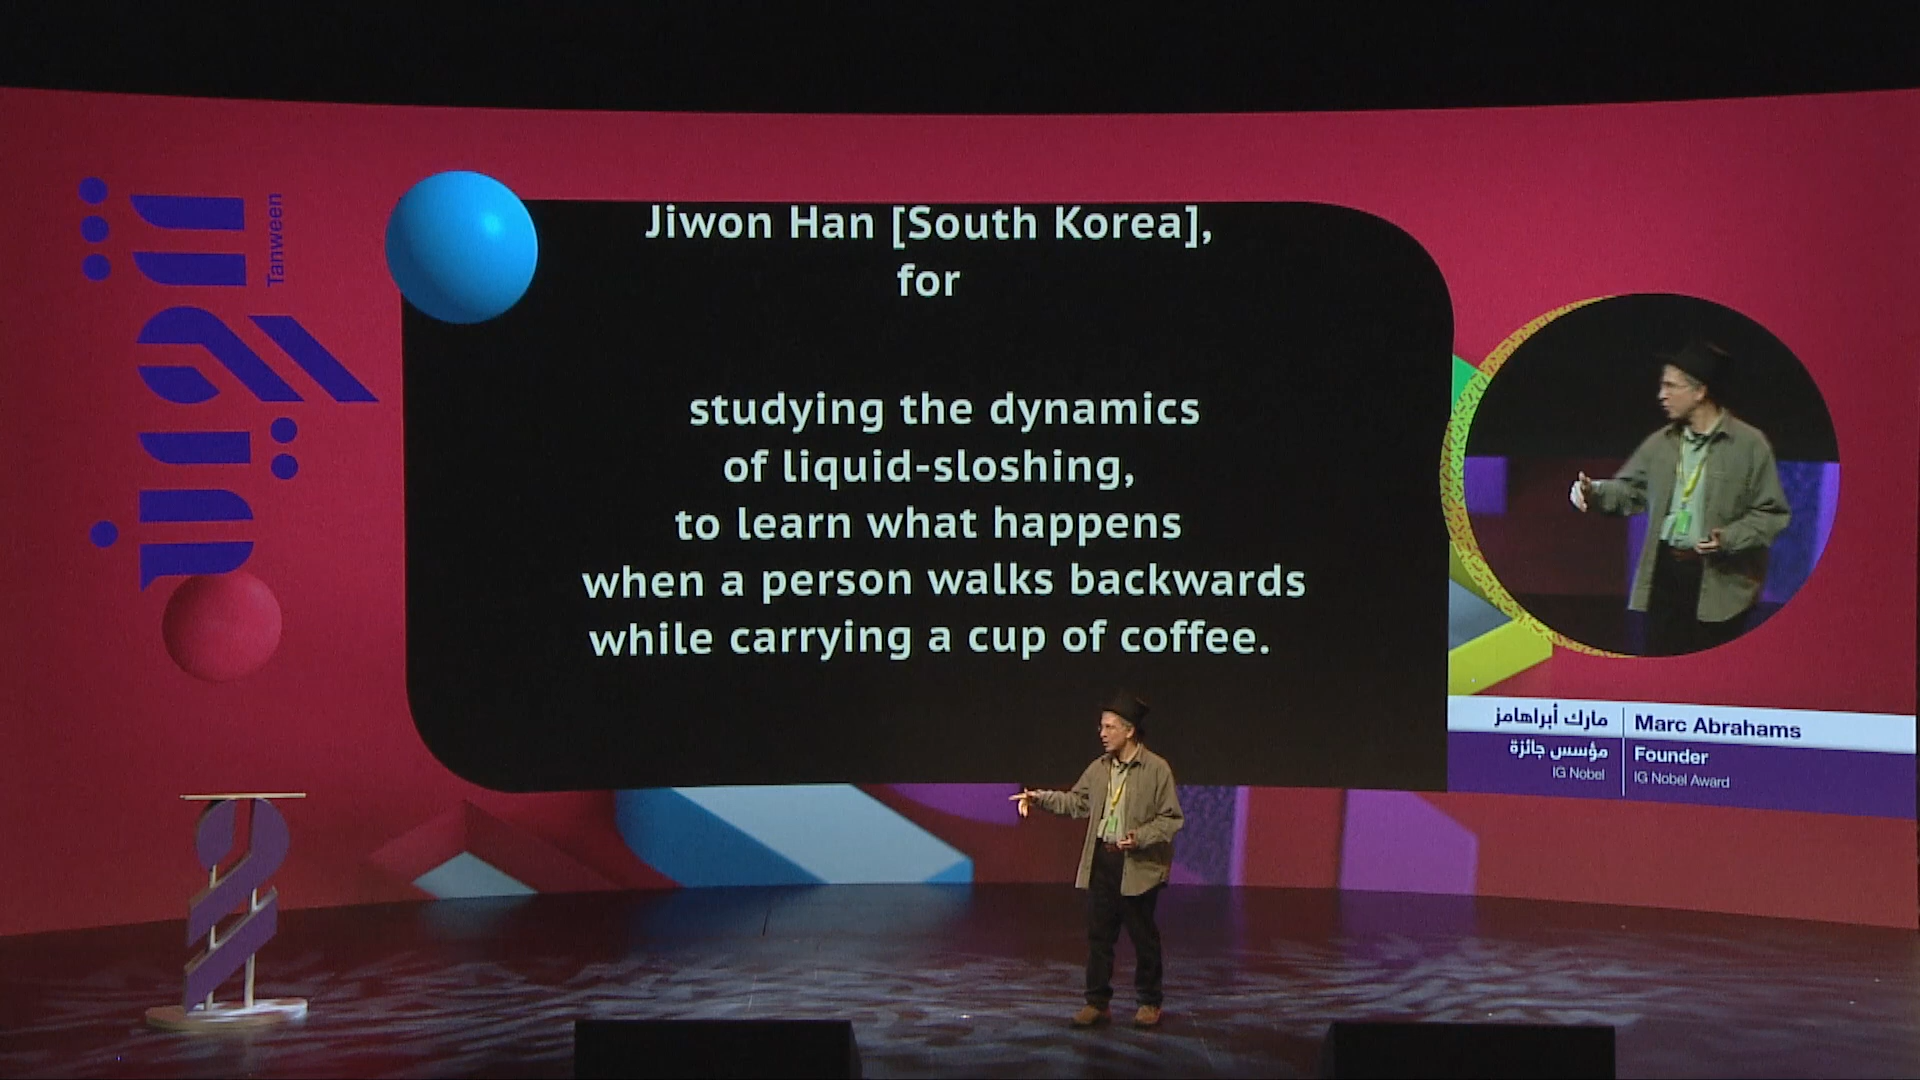 تنوين
Tanween
Jiwon Han [South Korea],
for
studying the dynamics
of liquid-sloshing,
to learn what happens
when a person walks backwards
while carrying a cup of coffee.
مارك أبراهامز
Marc Abrahams
مؤسس جائزة
IG Nobel
Founder
IG Nobel Award